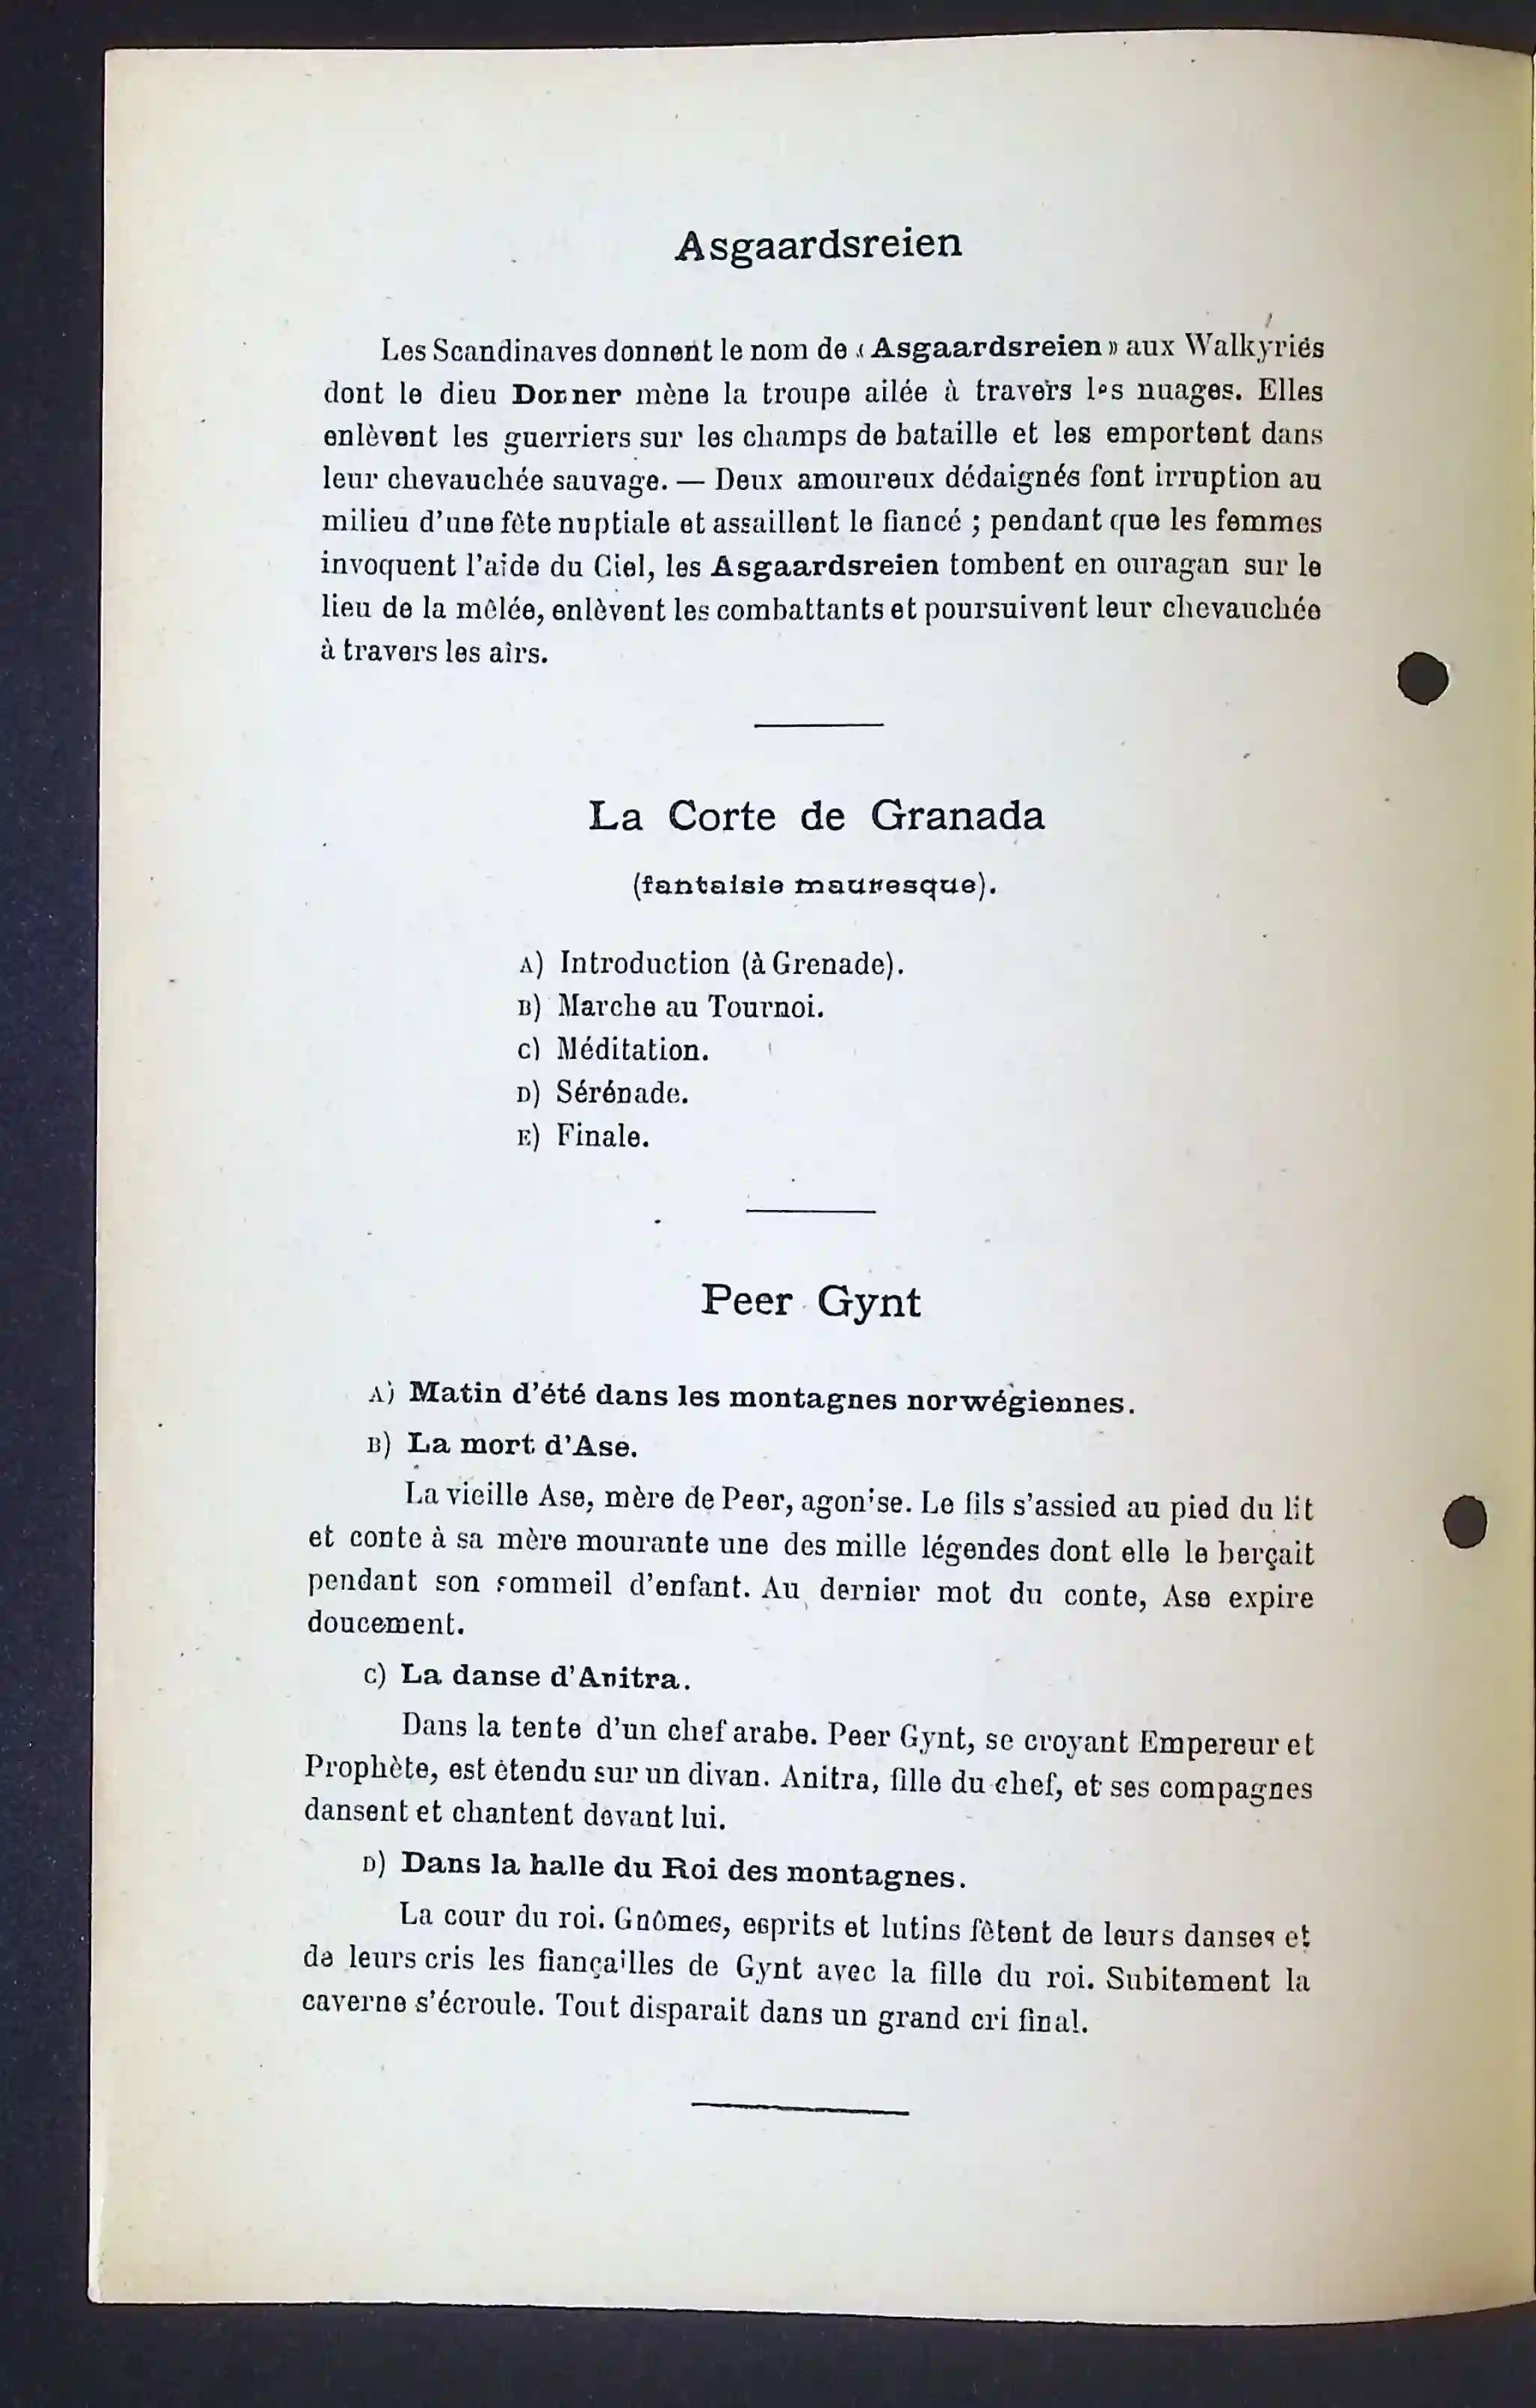 Asgaardsreien
Les Scandinaves donnent le nom de « Asgaardsreien » aux Walkyries
dont le dieu Donner mène la troupe ailée à travers les nuages. Elles
enlèvent les guerriers sur les champs de bataille et les emportent dans
leur chevauchée sauvage. — Deux amoureux dédaignés font irruption au
milieu d'une fête nuptiale et assaillent le fiancé ; pendant que les femmes
invoquent l'aide du Ciel, les Asgaardsreien tombent en ouragan sur le
lieu de la mêlée, enlèvent les combattants et poursuivent leur chevauchée
à travers les airs.
La Corte de Granada
(fantaisie mauresque).
A) Introduction (à Grenade).
B) Marche au Tournoi.
C) Méditation.
D) Sérénade.
E) Finale.
Peer Gynt
A) Matin d'été dans les montagnes norwégiennes.
B) La mort d'Ase.
La vieille Ase, mère de Peer, agonise. Le fils s'assied au pied du lit
et conte à sa mère mourante une des mille légendes dont elle le berçait
pendant son sommeil d'enfant. Au dernier mot du conte, Ase expire
doucement.
C) La danse d'Anitra.
Dans la tente d'un chef arabe. Peer Gynt, se croyant Empereur et
Prophète, est étendu sur un divan. Anitra, fille du chef, et ses compagnes
dansent et chantent devant lui.
D) Dans la halle du Roi des montagnes.
La cour du roi. Gnômes, esprits et lutins fêtent de leurs danses et
de leurs cris les fiançailles de Gynt avec la fille du roi. Subitement la
caverne s'écroule. Tout disparait dans un grand cri final.